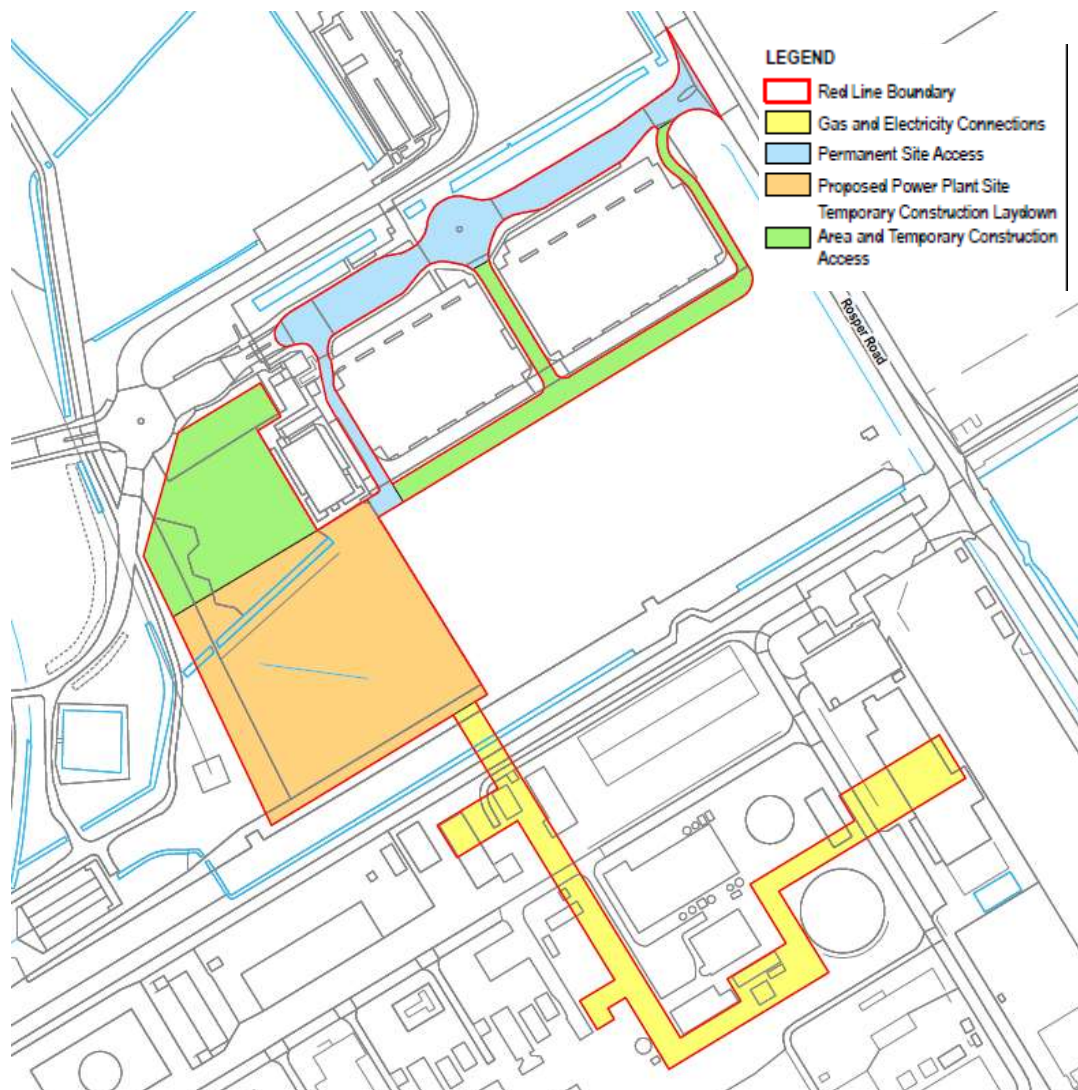 LEGEND
Red Line Boundary
Gas and Electricity Connections
Permanent Site Access
Proposed Power Plant Site
Temporary Construction Laydown
Area and Temporary Construction
Access
Rosper Road